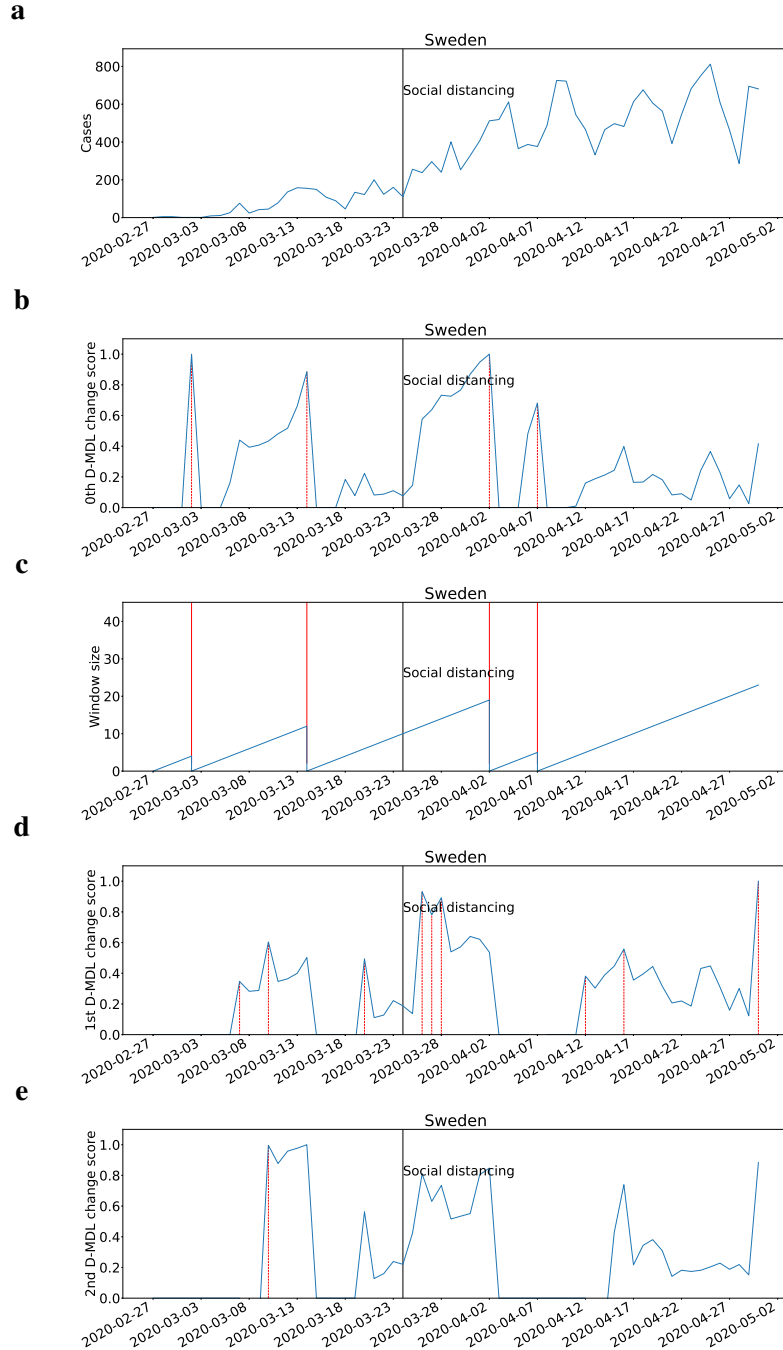 a
Sweden
Cases
800
600
400
200
0
Social distancing
2020-02-27 2020-03-03 2020-03-08 2020-03-13 2020-03-18 2020-03-23 2020-03-28 2020-04-02 2020-04-07 2020-04-12 2020-04-17 2020-04-22 2020-04-27 2020-05-02
b
Sweden
0th D-MDL change score
1.0
0.8
0.6
0.4
0.2
0.0
Social distancing
2020-02-27 2020-03-03 2020-03-08 2020-03-13 2020-03-18 2020-03-23 2020-03-28 2020-04-02 2020-04-07 2020-04-12 2020-04-17 2020-04-22 2020-04-27 2020-05-02
c
Sweden
Window size
40
30
20
10
0
Social distancing
2020-02-27 2020-03-03 2020-03-08 2020-03-13 2020-03-18 2020-03-23 2020-03-28 2020-04-02 2020-04-07 2020-04-12 2020-04-17 2020-04-22 2020-04-27 2020-05-02
d
Sweden
1st D-MDL change score
1.0
0.8
0.6
0.4
0.2
0.0
Social distancing
2020-02-27 2020-03-03 2020-03-08 2020-03-13 2020-03-18 2020-03-23 2020-03-28 2020-04-02 2020-04-07 2020-04-12 2020-04-17 2020-04-22 2020-04-27 2020-05-02
e
Sweden
2nd D-MDL change score
1.0
0.8
0.6
0.4
0.2
0.0
Social distancing
2020-02-27 2020-03-03 2020-03-08 2020-03-13 2020-03-18 2020-03-23 2020-03-28 2020-04-02 2020-04-07 2020-04-12 2020-04-17 2020-04-22 2020-04-27 2020-05-02